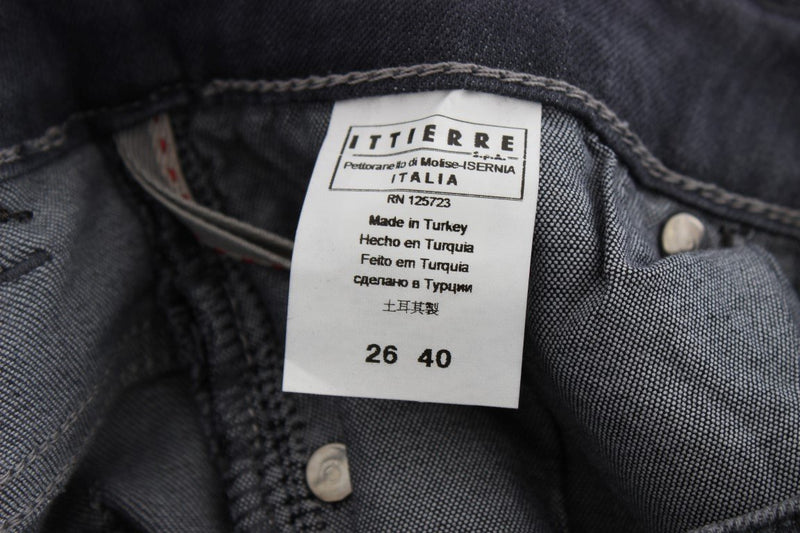 ITTIERRE
S.p.A.
Pettoranello di Molise-ISERNIA
ITALIA
RN 125723
Made in Turkey
Hecho en Turquia
Feito em Turquia
сделано в Турции
土耳其製
26 40